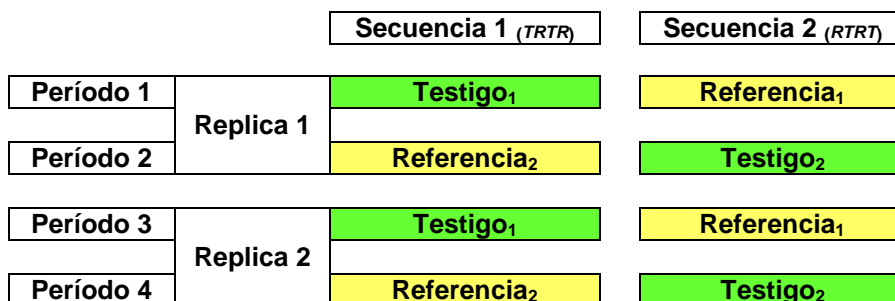 Secuencia 1 (TRTR) Secuencia 2 (RTRT)
Período 1 Testigo1 Referencia1
Replica 1
Período 2 Referencia2 Testigo2
Período 3 Testigo1 Referencia1
Replica 2
Período 4 Referencia2 Testigo2